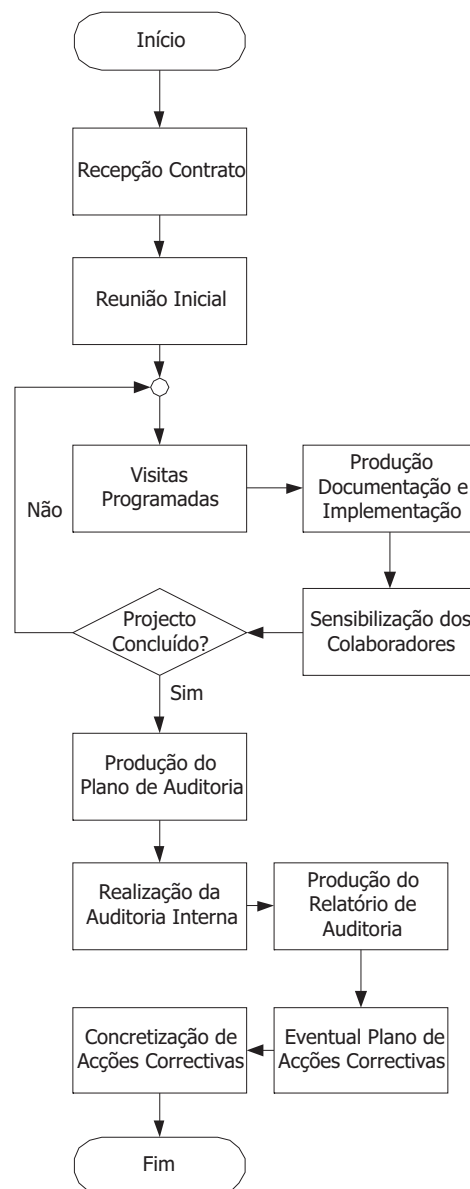 Início
Recepção Contrato
Reunião Inicial
Visitas
Programadas
Produção
Documentação e
Implementação
Não
Sensibilização dos
Colaboradores
Projecto
Concluído?
Sim
Produção do
Plano de Auditoria
Realização da
Auditoria Interna
Produção do
Relatório de
Auditoria
Eventual Plano de
Acções Correctivas
Concretização de
Acções Correctivas
Fim